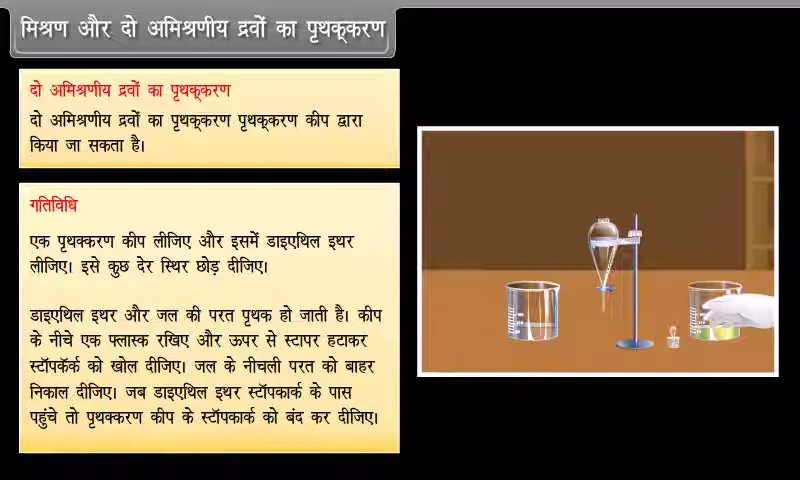 मिश्रण और दो अमिश्रणीय द्रवों का पृथक्करण
दो अमिश्रणीय द्रवों का पृथक्करण
दो अमिश्रणीय द्रवों का पृथक्करण पृथक्करण कीप द्वारा
किया जा सकता है।
गतिविधि
एक पृथक्करण कीप लीजिए और इसमें डाइएथिल इथर
लीजिए। इसे कुछ देर स्थिर छोड़ दीजिए।
डाइएथिल इथर और जल की परत पृथक हो जाती है। कीप
के नीचे एक फ्लास्क रखिए और ऊपर से स्टापर हटाकर
स्टॉपकॅर्क को खोल दीजिए। जल के नीचली परत को बाहर
निकाल दीजिए। जब डाइएथिल इथर स्टॉपकार्क के पास
पहुंचे तो पृथक्करण कीप के स्टॉपकार्क को बंद कर दीजिए।